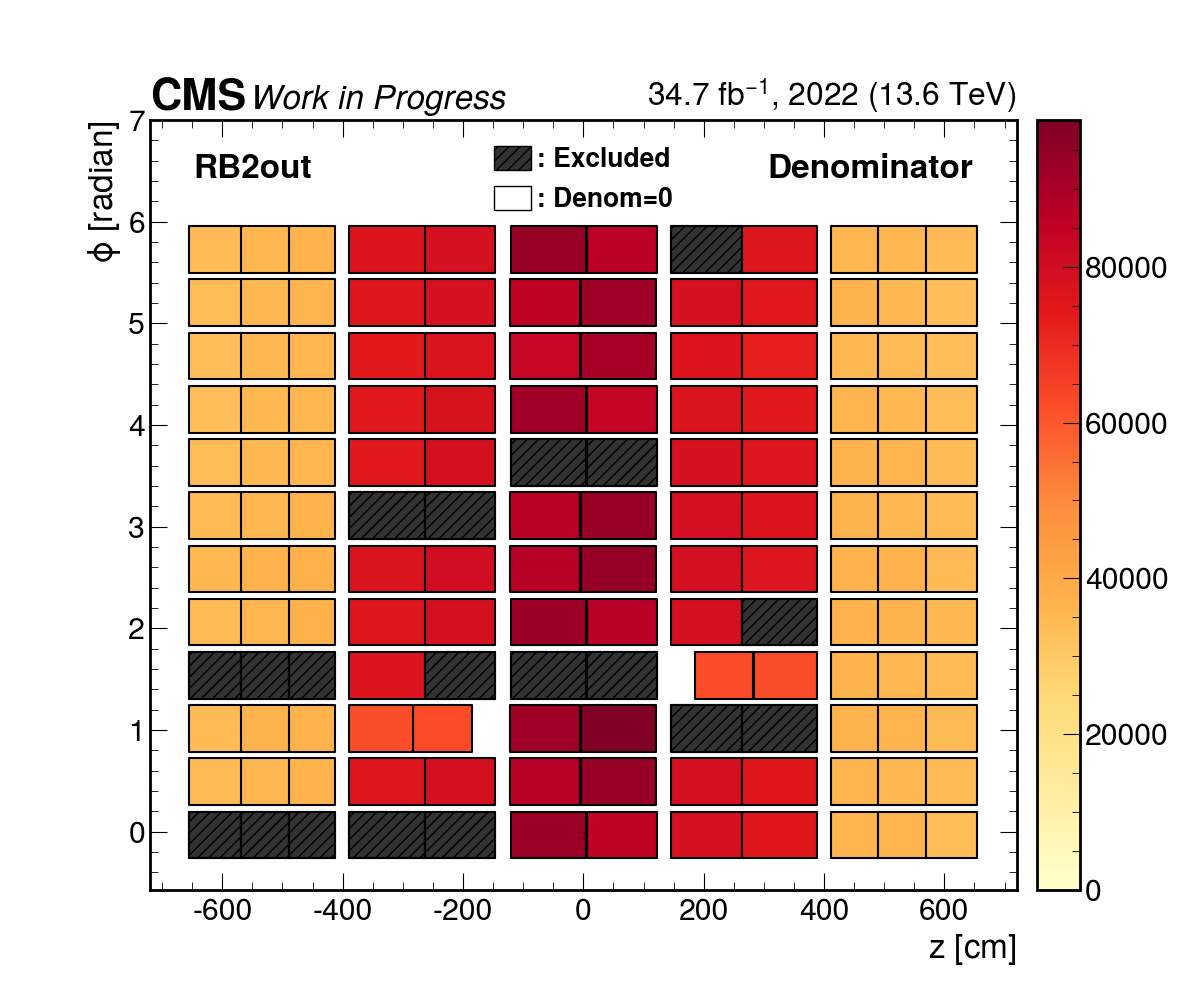 CMS Work in Progress 34.7 fb⁻¹, 2022 (13.6 TeV)
RB2out : Excluded Denominator
: Denom=0
ϕ [radian]
7
6
5
4
3
2
1
0
-600 -400 -200 0 200 400 600
z [cm]
80000
60000
40000
20000
0